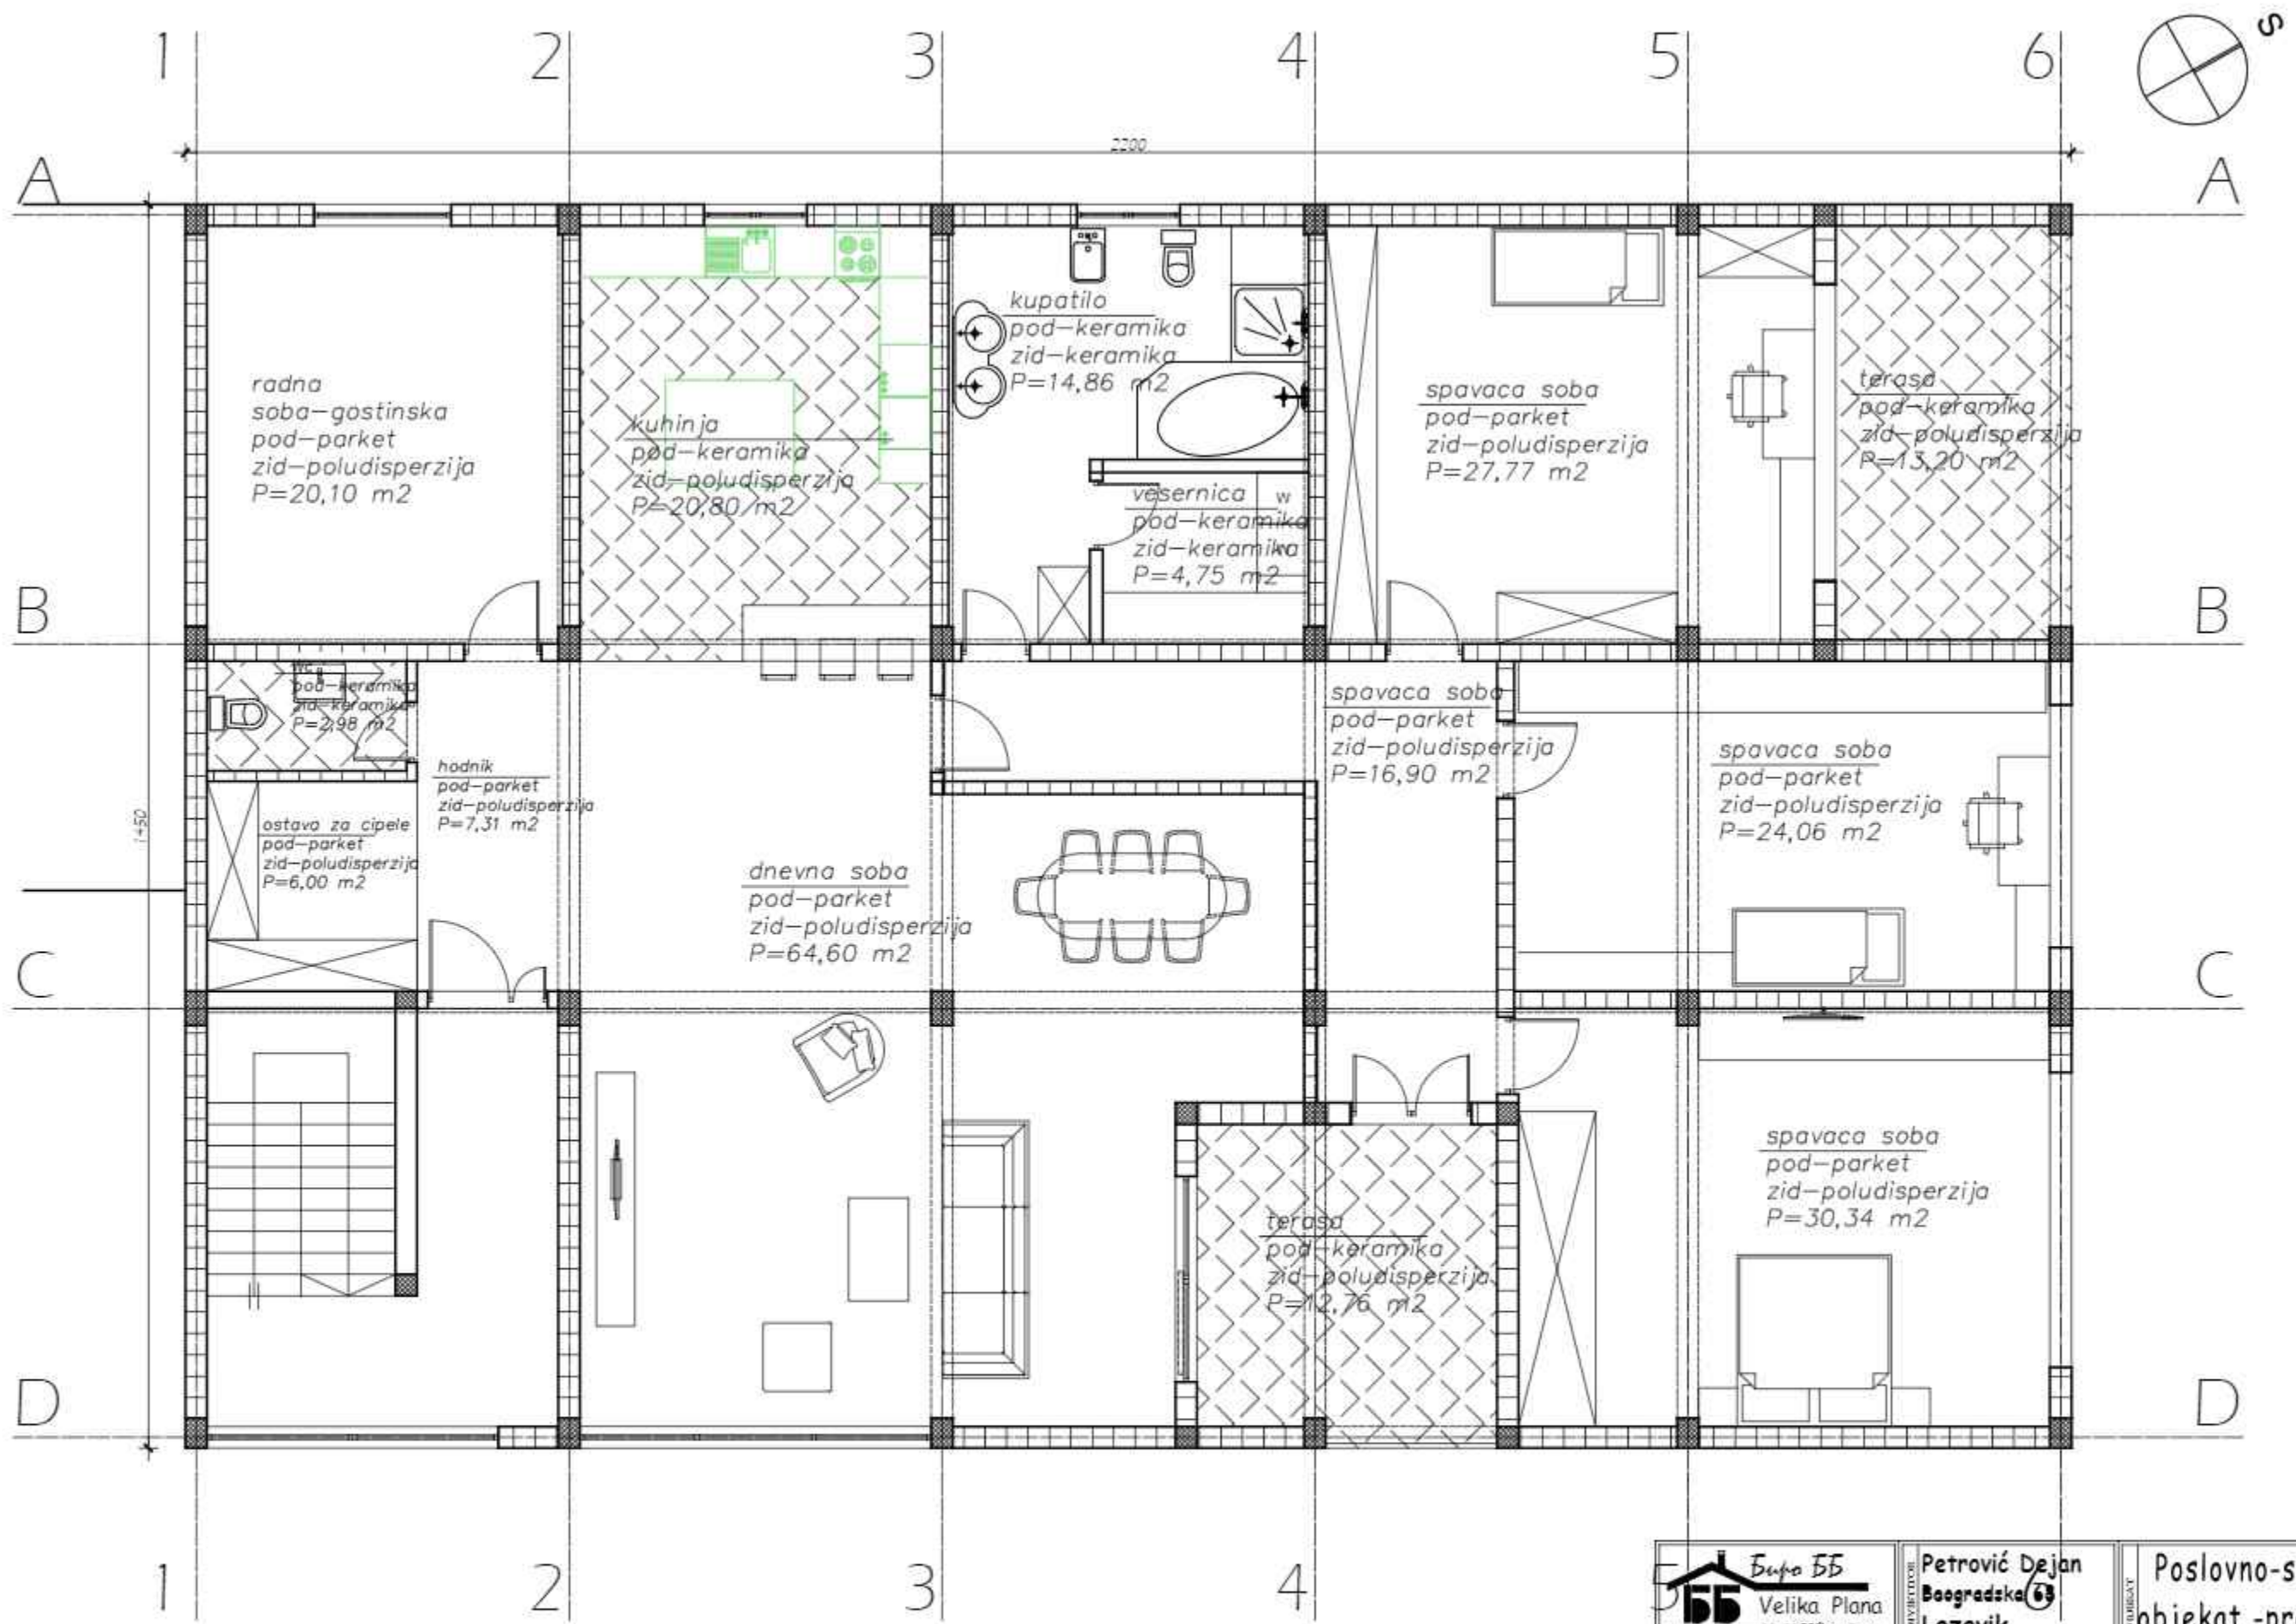 1 2 3 4 5 6
S
2200
A A
kupatilo
pod-keramika
zid-keramika
P=14,86 m2
radna
soba-gostinska
pod-parket
zid-poludisperzija
P=20,10 m2
kuhinja
pod-keramika
zid-poludisperzija
P=20,80 m2
spavaca soba
pod-parket
zid-poludisperzija
P=27,77 m2
terasa
pod-keramika
zid-poludisperzija
P=13,20 m2
vesernica
pod-keramika
zid-keramika
P=4,75 m2
W
B B
pod-keramika
zid-keramika
P=2,98 m2
hodnik
pod-parket
zid-poludisperzija
P=7,31 m2
spavaca soba
pod-parket
zid-poludisperzija
P=16,90 m2
spavaca soba
pod-parket
zid-poludisperzija
P=24,06 m2
1450
ostava za cipele
pod-parket
zid-poludisperzija
P=6,00 m2
dnevna soba
pod-parket
zid-poludisperzija
P=64,60 m2
C C
spavaca soba
pod-parket
zid-poludisperzija
P=30,34 m2
terasa
pod-keramika
zid-poludisperzija
P=12,76 m2
D D
1 2 3 4 5 6
Биро ББ
ББ
Velika Plana
Petrović Dejan
Beogradska 68
Lozovik
Poslovno-s
objekat -pr